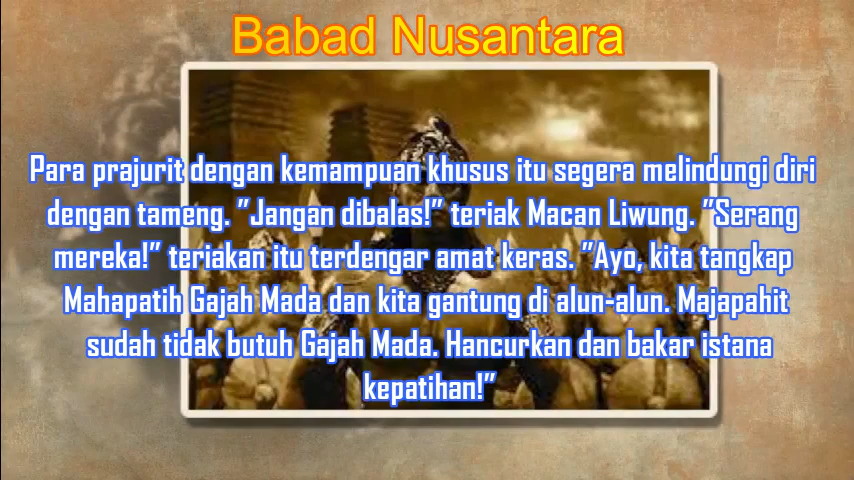 Babad Nusantara
Para prajurit dengan kemampuan khusus itu segera melindungi diri
dengan tameng. ”Jangan dibalas!” teriak Macan Liwung. ”Serang
mereka!” teriakan itu terdengar amat keras. ”Ayo, kita tangkap
Mahapatih Gajah Mada dan kita gantung di alun-alun. Majapahit
sudah tidak butuh Gajah Mada. Hancurkan dan bakar istana
kepatihan!”